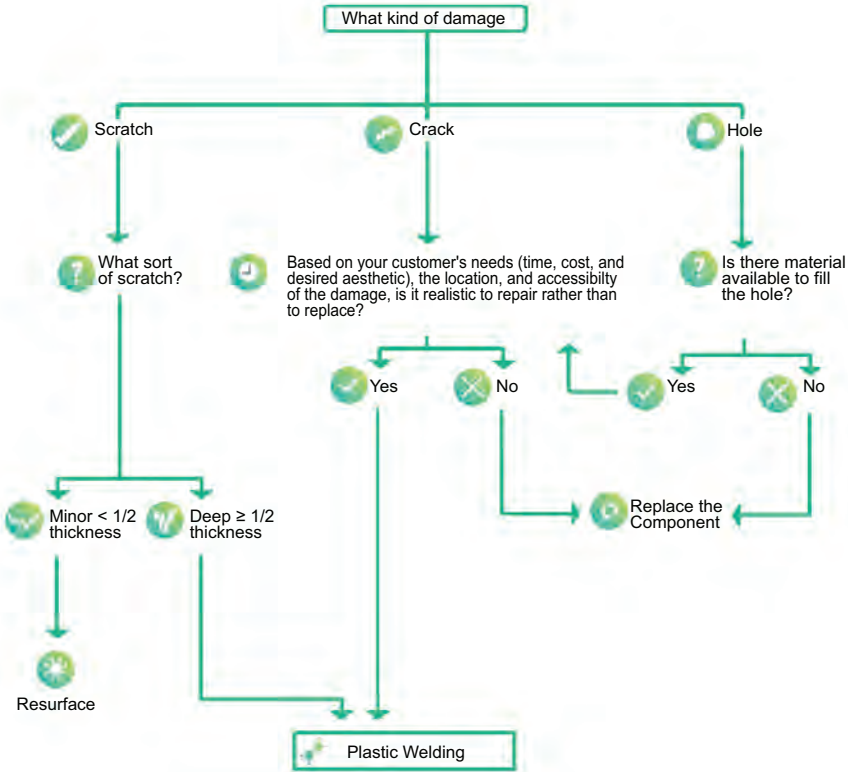 What kind of damage
Scratch
Crack
Hole
What sort
of scratch?
Based on your customer's needs (time, cost, and
desired aesthetic), the location, and accessibilty
of the damage, is it realistic to repair rather than
to replace?
Is there material
available to fill
the hole?
Yes
No
Yes
No
Minor < 1/2
thickness
Deep ≥ 1/2
thickness
Replace the
Component
Resurface
Plastic Welding